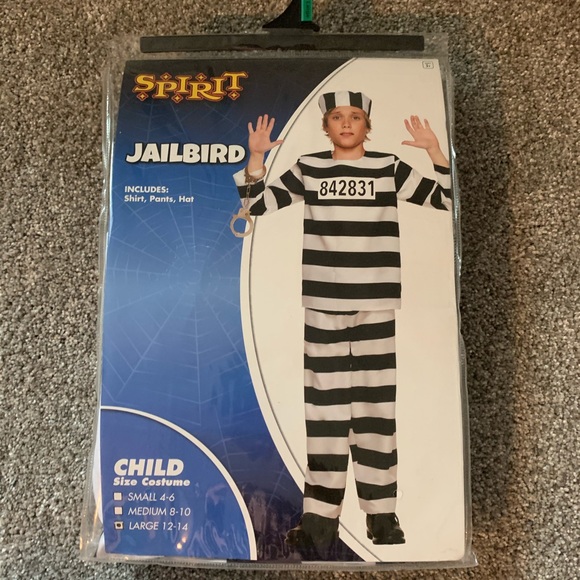 SPIRIT
JAILBIRD
INCLUDES:
Shirt, Pants, Hat
842831
CHILD
Size Costume
SMALL 4-6
MEDIUM 8-10
LARGE 12-14